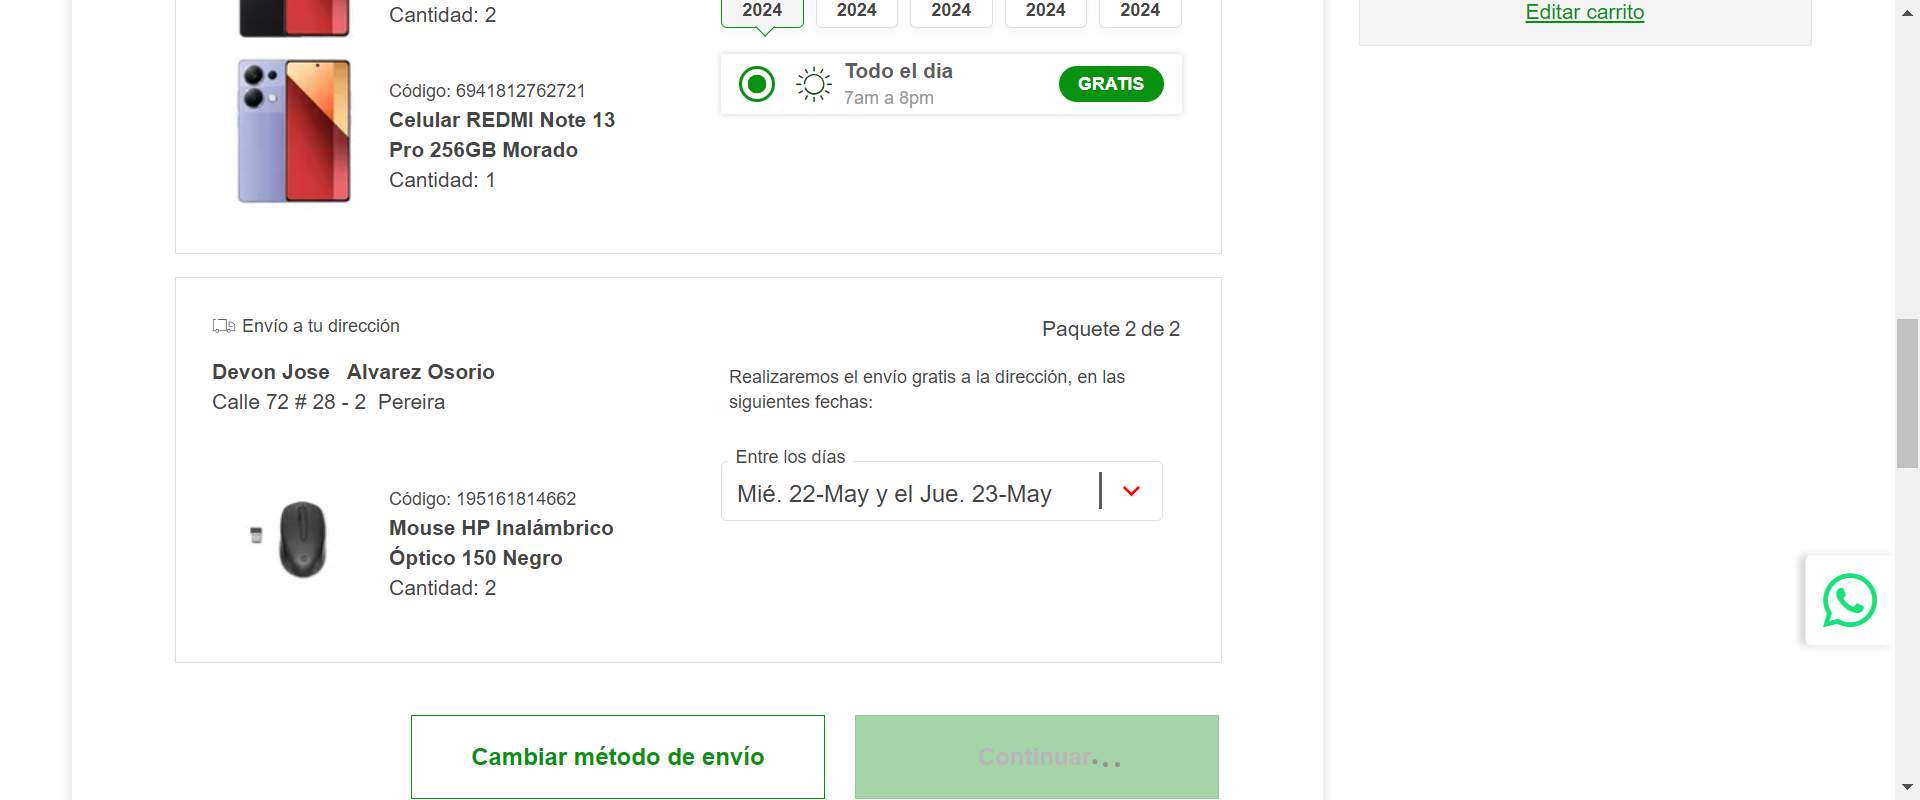 Cantidad: 2
2024
2024
2024
2024
2024
Editar carrito
Todo el dia
7am a 8pm
GRATIS
Código: 6941812762721
Celular REDMI Note 13
Pro 256GB Morado
Cantidad: 1
Envío a tu dirección
Paquete 2 de 2
Devon Jose Alvarez Osorio
Calle 72 # 28 - 2 Pereira
Realizaremos el envío gratis a la dirección, en las
siguientes fechas:
Entre los días
Mié. 22-May y el Jue. 23-May
Código: 195161814662
Mouse HP Inalámbrico
Óptico 150 Negro
Cantidad: 2
Cambiar método de envío
Continuar...